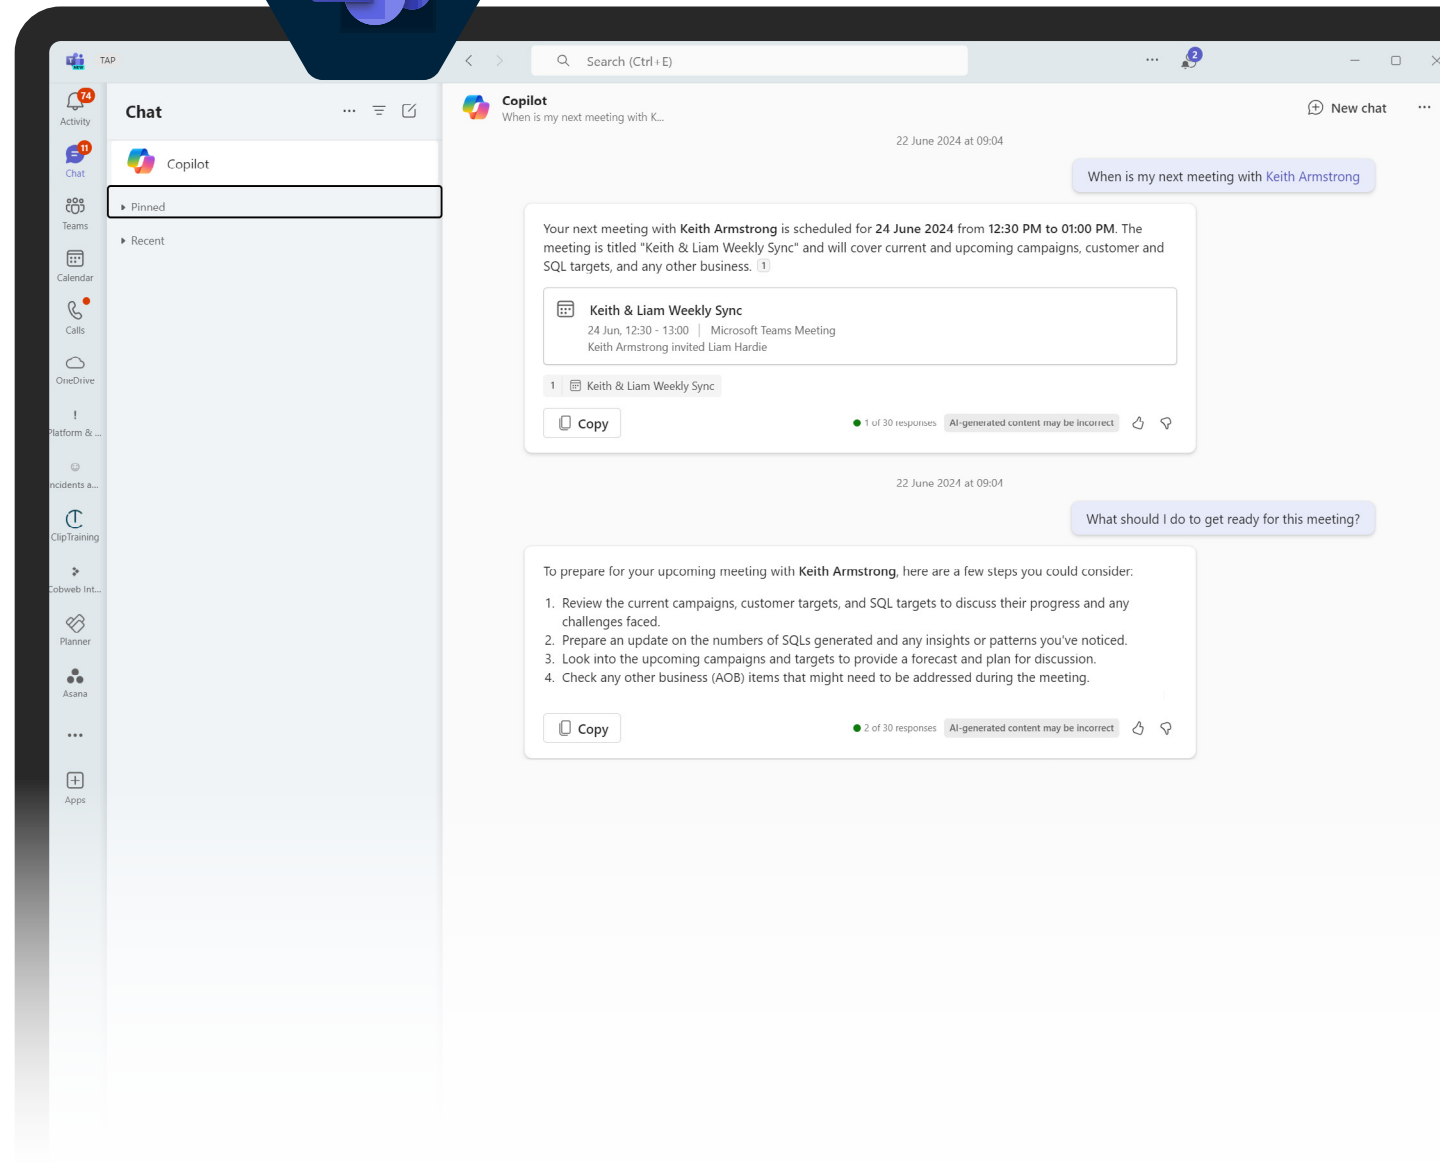 TAP
Search (Ctrl+E)
2
74
Activity
11
Chat
Teams
Calendar
Calls
OneDrive
!
Platform & ...
ncidents a...
ClipTraining
Cobweb Int...
Planner
Asana
Apps
Chat
Copilot
Pinned
Recent
Copilot
When is my next meeting with K...
New chat
22 June 2024 at 09:04
When is my next meeting with Keith Armstrong
Your next meeting with Keith Armstrong is scheduled for 24 June 2024 from 12:30 PM to 01:00 PM. The
meeting is titled "Keith & Liam Weekly Sync" and will cover current and upcoming campaigns, customer and
SQL targets, and any other business. 1
Keith & Liam Weekly Sync
24 Jun, 12:30 - 13:00 | Microsoft Teams Meeting
Keith Armstrong invited Liam Hardie
1 Keith & Liam Weekly Sync
Copy
1 of 30 responses AI-generated content may be incorrect
22 June 2024 at 09:04
What should I do to get ready for this meeting?
To prepare for your upcoming meeting with Keith Armstrong, here are a few steps you could consider:
1. Review the current campaigns, customer targets, and SQL targets to discuss their progress and any
challenges faced.
2. Prepare an update on the numbers of SQLs generated and any insights or patterns you've noticed.
3. Look into the upcoming campaigns and targets to provide a forecast and plan for discussion.
4. Check any other business (AOB) items that might need to be addressed during the meeting.
Copy
2 of 30 responses AI-generated content may be incorrect